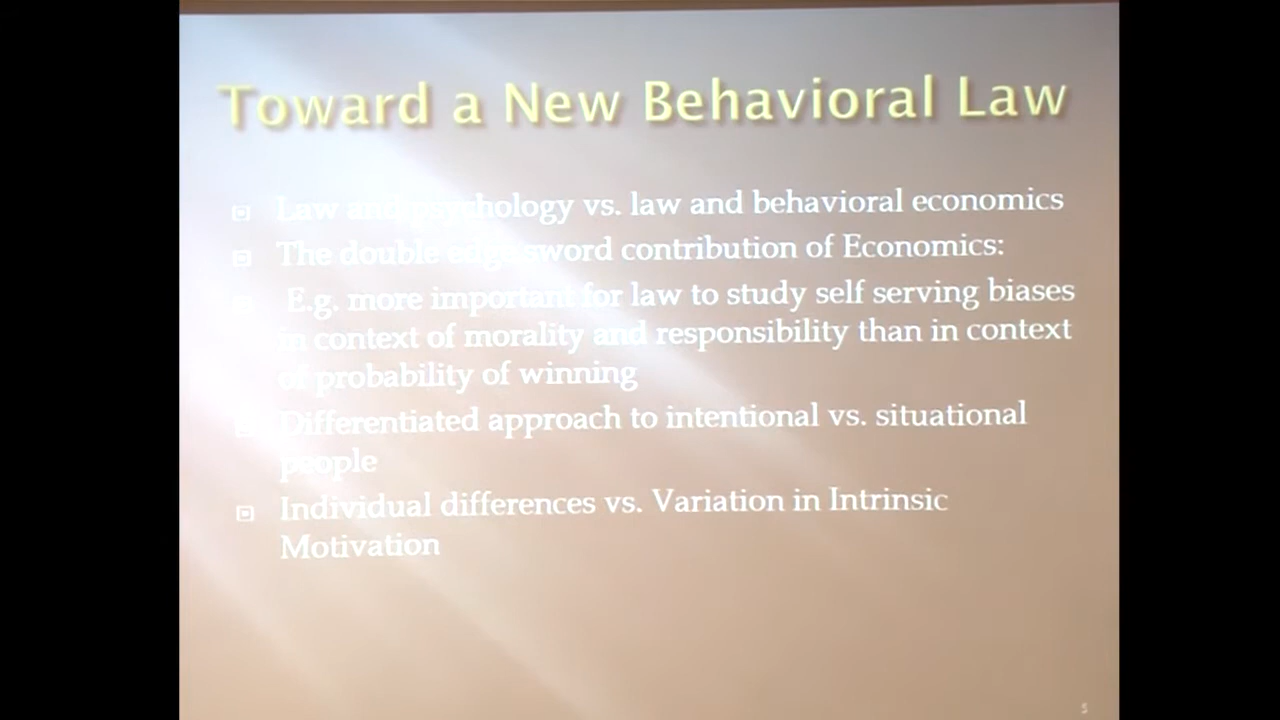 Toward a New Behavioral Law
Law and psychology vs. law and behavioral economics
The double edge sword contribution of Economics:
E.g. more important for law to study self serving biases
in context of morality and responsibility than in context
of probability of winning
Differentiated approach to intentional vs. situational
people
Individual differences vs. Variation in Intrinsic
Motivation
5